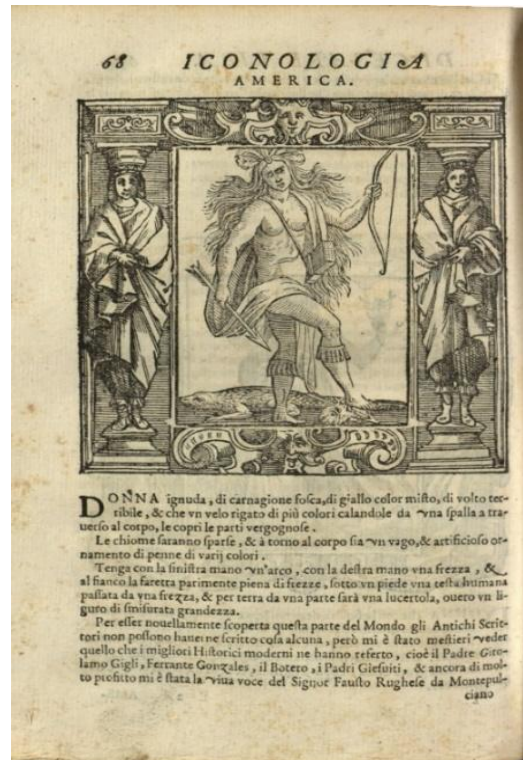 68 ICONOLOGIA
AMERICA.
DONNA ignuda, di carnagione fosca, di giallo color misto, di volto ter-
ribile, & che vn velo rigato di più colori calandole da vna spalla a tra-
uerso al corpo, le copri le parti vergognose.
Le chiome saranno sparse, & à torno al corpo sia vn vago, & artificioso or-
namento di penne di varij colori.
Tenga con la sinistra mano vn'arco, con la destra mano vna frezza, &
al fianco la faretra parimente piena di frezze, sotto vn piede vna testa humana
passata da vna frezza, & per terra da vna parte sarà vna lucertola, ouero vn li-
guro di smisurata grandezza.
Per esser nouellamente scoperta questa parte del Mondo gli Antichi Scrit-
tori non possono hauerne scritto cosa alcuna, però mi è stato mestieri veder
quello che i migliori Historici moderni ne hanno referto, cioè il Padre Giro-
lamo Gigli, Ferrante Gonzales, il Botero, i Padri Giesuiti, & ancora di mol-
to profitto mi è stata la viua voce del Signor Fausto Rughese da Montepul-
ciano